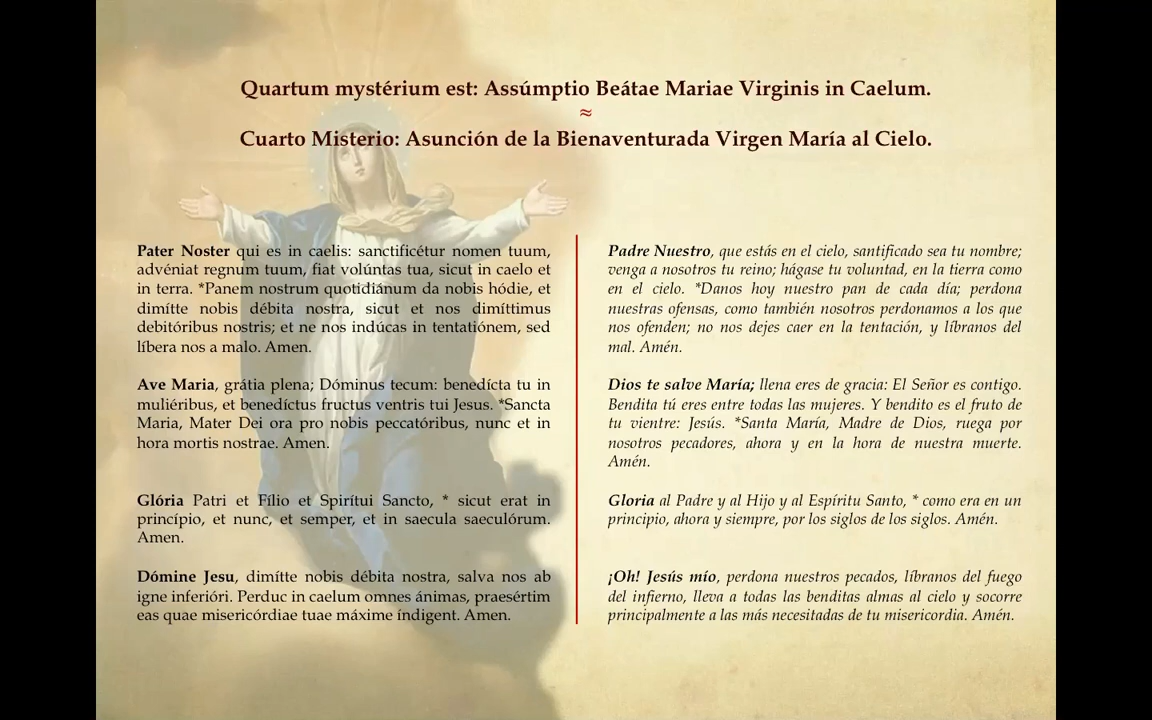 Quartum mystérium est: Assúmptio Beátae Mariae Virginis in Caelum.
≈
Cuarto Misterio: Asunción de la Bienaventurada Virgen María al Cielo.
Pater Noster qui es in caelis: sanctificétur nomen tuum,
advéniat regnum tuum, fiat volúntas tua, sicut in caelo et
in terra. *Panem nostrum quotidiánum da nobis hódie, et
dimítte nobis débita nostra, sicut et nos dimíttimus
debitóribus nostris; et ne nos indúcas in tentatiónem, sed
líbera nos a malo. Amen.
Ave Maria, grátia plena; Dóminus tecum: benedícta tu in
muliéribus, et benedíctus fructus ventris tui Jesus. *Sancta
Maria, Mater Dei ora pro nobis peccatóribus, nunc et in
hora mortis nostrae. Amen.
Glória Patri et Fílio et Spirítui Sancto, * sicut erat in
princípio, et nunc, et semper, et in saecula saeculórum.
Amen.
Dómine Jesu, dimítte nobis débita nostra, salva nos ab
igne inferióri. Perduc in caelum omnes ánimas, praesértim
eas quae misericórdiae tuae máxime índigent. Amen.
Padre Nuestro, que estás en el cielo, santificado sea tu nombre;
venga a nosotros tu reino; hágase tu voluntad, en la tierra como
en el cielo. *Danos hoy nuestro pan de cada día; perdona
nuestras ofensas, como también nosotros perdonamos a los que
nos ofenden; no nos dejes caer en la tentación, y líbranos del
mal. Amén.
Dios te salve María; llena eres de gracia: El Señor es contigo.
Bendita tú eres entre todas las mujeres. Y bendito es el fruto de
tu vientre: Jesús. *Santa María, Madre de Dios, ruega por
nosotros pecadores, ahora y en la hora de nuestra muerte.
Amén.
Gloria al Padre y al Hijo y al Espíritu Santo, * como era en un
principio, ahora y siempre, por los siglos de los siglos. Amén.
¡Oh! Jesús mío, perdona nuestros pecados, líbranos del fuego
del infierno, lleva a todas las benditas almas al cielo y socorre
principalmente a las más necesitadas de tu misericordia. Amén.